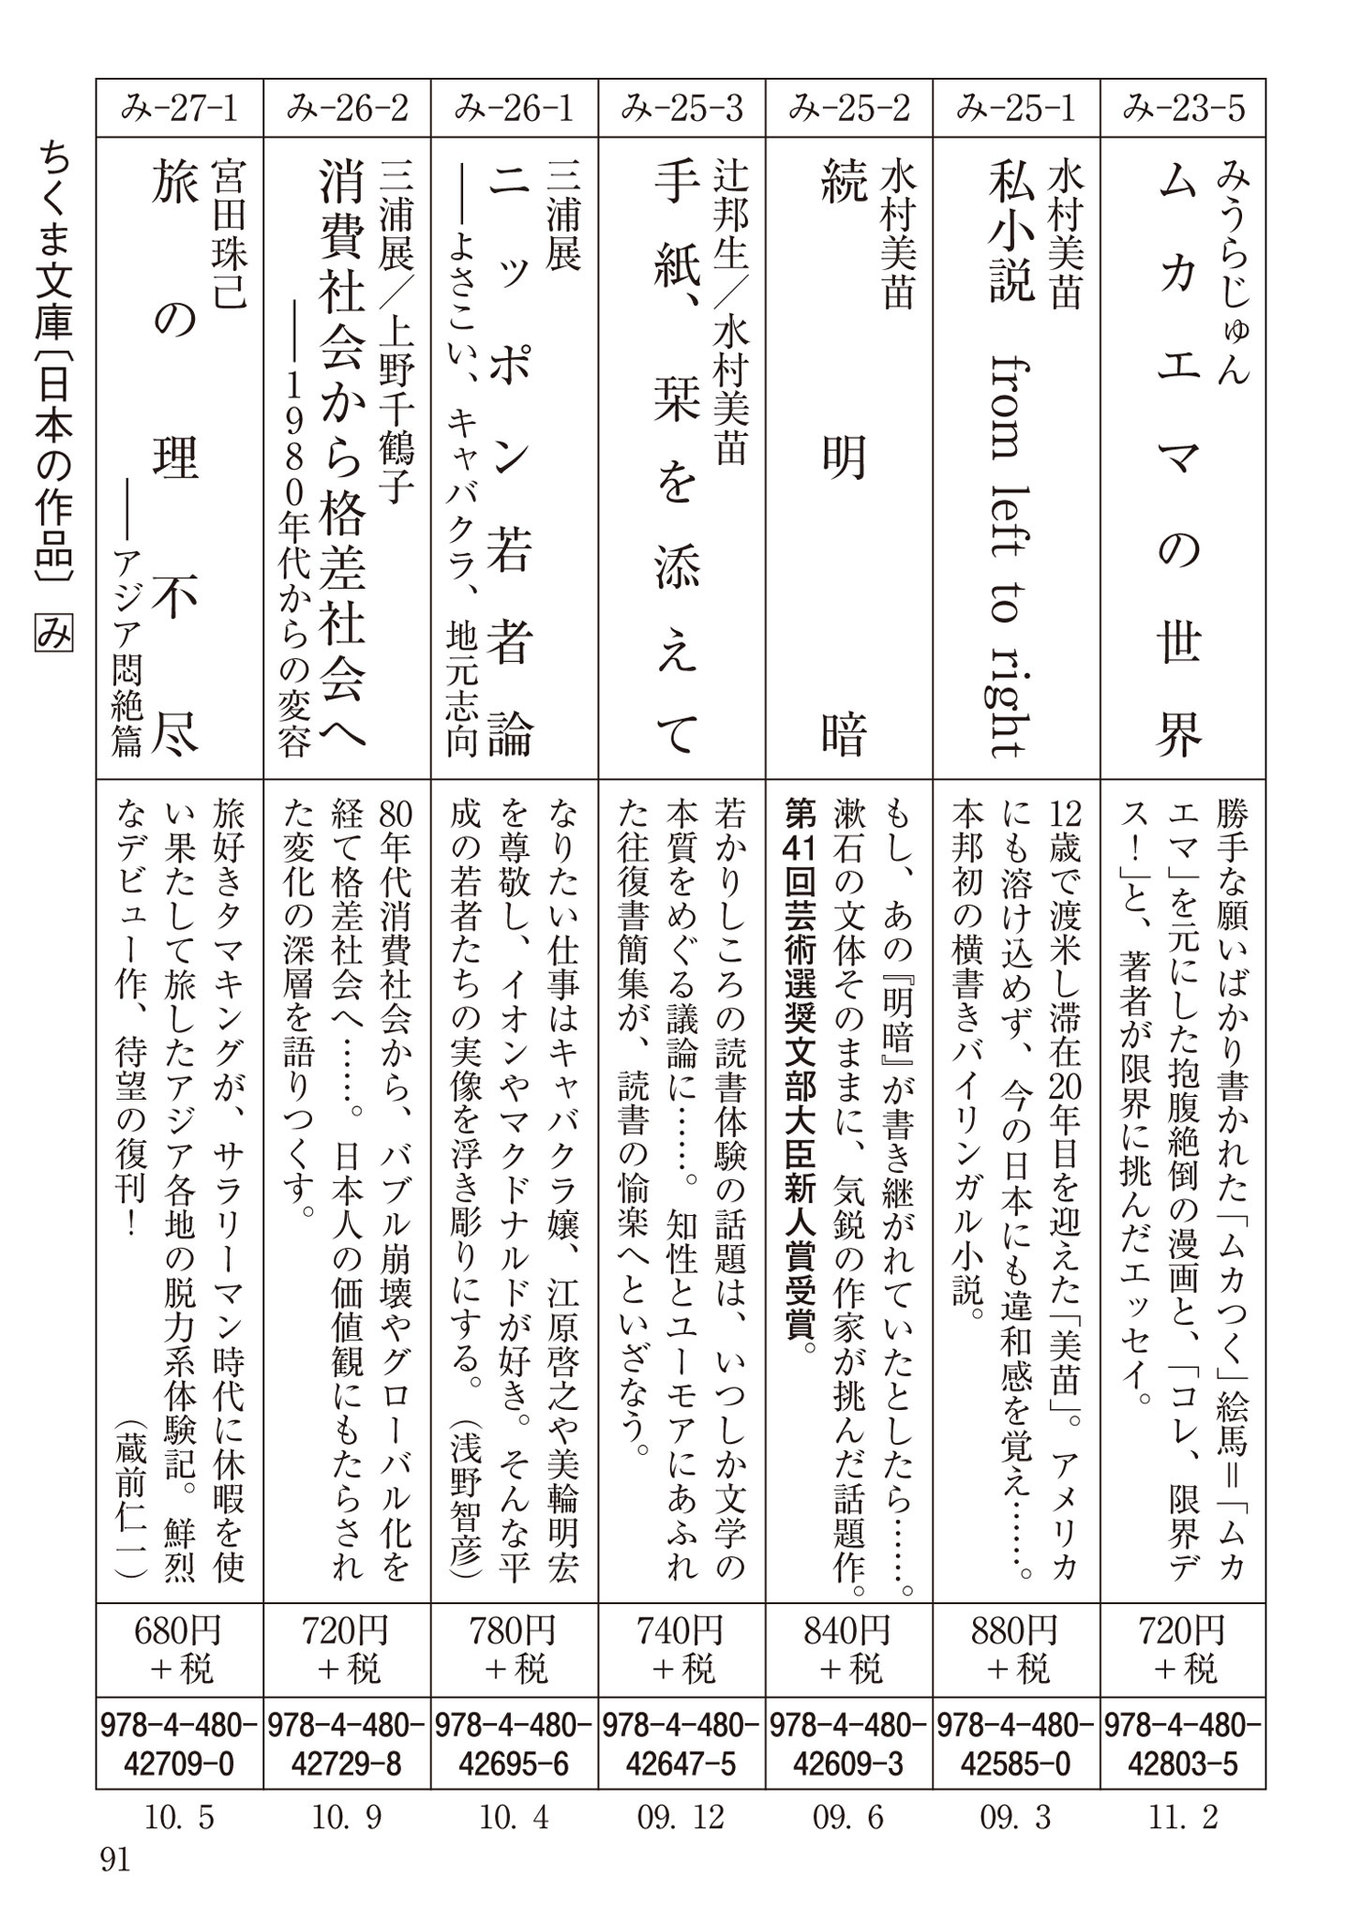 み-23-5
みうらじゅん
ムカエマの世界
勝手な願いばかり書かれた「ムカつく」絵馬＝「ムカ
エマ」を元にした抱腹絶倒の漫画と、「コレ、限界デ
ス！」と、著者が限界に挑んだエッセイ。
720円
＋税
978-4-480-
42803-5
11. 2
み-25-1
水村美苗
私小説 from left to right
12歳で渡米し滞在20年目を迎えた「美苗」。アメリカ
にも溶け込めず、今の日本にも違和感を覚え……。
本邦初の横書きバイリンガル小説。
880円
＋税
978-4-480-
42585-0
09. 3
み-25-2
水村美苗
続明暗
もし、あの『明暗』が書き継がれていたとしたら……。
漱石の文体そのままに、気鋭の作家が挑んだ話題作。
第41回芸術選奨文部大臣新人賞受賞。
840円
＋税
978-4-480-
42609-3
09. 6
み-25-3
辻邦生／水村美苗
手紙、栞を添えて
若かりしころの読書体験の話題は、いつしか文学の
本質をめぐる議論に……。知性とユーモアにあふれ
た往復書簡集が、読書の愉楽へといざなう。
740円
＋税
978-4-480-
42647-5
09. 12
み-26-1
三浦展
ニッポン若者論
――よさこい、キャバクラ、地元志向
なりたい仕事はキャバクラ嬢、江原啓之や美輪明宏
を尊敬し、イオンやマクドナルドが好き。そんな平
成の若者たちの実像を浮き彫りにする。（浅野智彦）
780円
＋税
978-4-480-
42695-6
10. 4
み-26-2
三浦展／上野千鶴子
消費社会から格差社会へ
――1980年代からの変容
80年代消費社会から、バブル崩壊やグローバル化を
経て格差社会へ……。日本人の価値観にもたらされ
た変化の深層を語りつくす。
720円
＋税
978-4-480-
42729-8
10. 9
み-27-1
宮田珠己
旅の理不尽
――アジア悶絶篇
旅好きタマキングが、サラリーマン時代に休暇を使
い果たして旅したアジア各地の脱力系体験記。鮮烈
なデビュー作、待望の復刊！（蔵前仁一）
680円
＋税
978-4-480-
42709-0
10. 5
ちくま文庫〔日本の作品〕 み
91